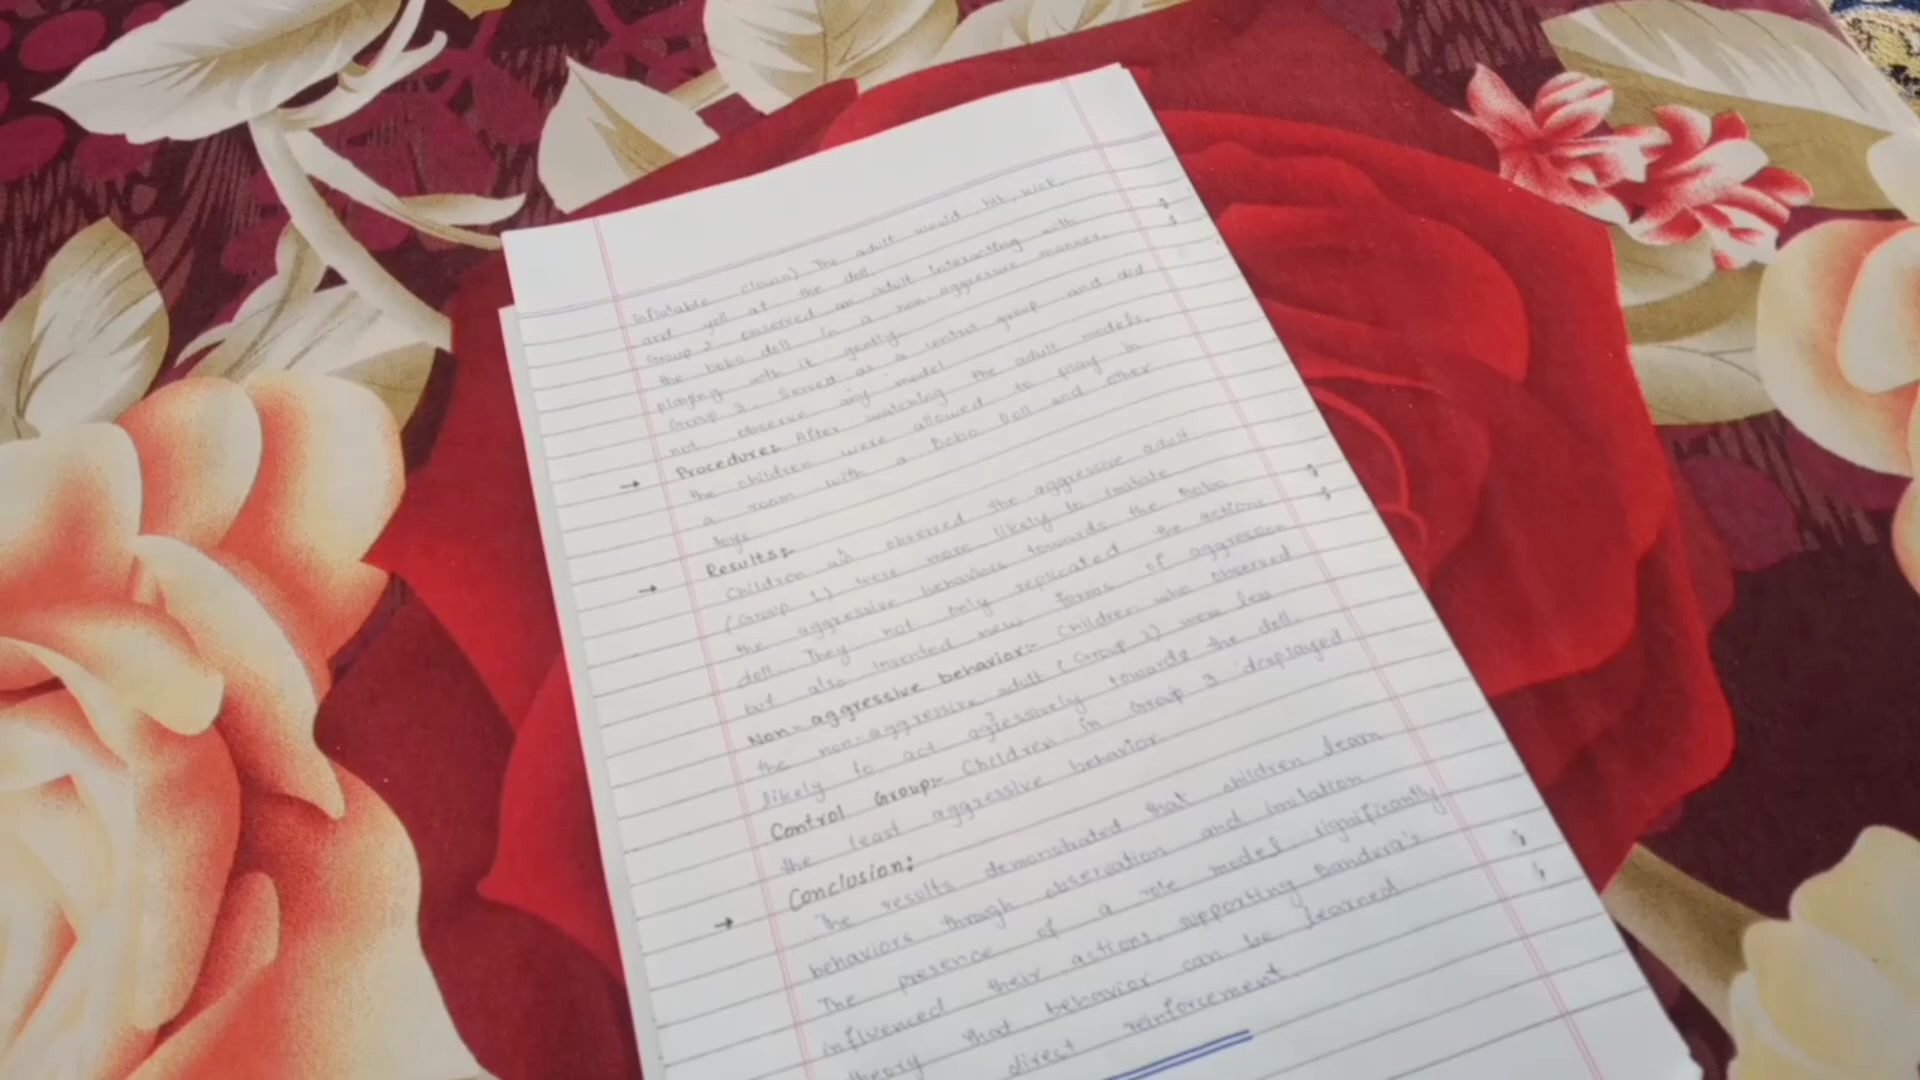 inflatable clown) The adult would hit, kick,
and yell at the doll.
Group 2 observed an adult interacting with
the bobo doll in a non-aggressive manner,
playing with it gently.
Group 3. Served as a control group and did
not observe any model
Procedure:- After watching the adult models,
the children were allowed to play in
a room with a Bobo Doll and other
toys
→ Results:-
Children who observed the aggressive adult
(Group 1) were more likely to imitate
the aggressive behaviors towards the Bobo
doll. They not only replicated the actions
but also invented new forms of aggression
Non-aggressive behavior:- Children who observed
the non-aggressive adult (Group 2) were less
likely to act aggressively towards the doll.
Control Group:- Children in Group 3 displayed
the least aggressive behavior.
→ Conclusion:
The results demonstrated that children learn
behaviors through observation and imitation
The presence of a role model significantly
influenced their actions, supporting Bandura's
theory that behavior can be learned
direct reinforcement